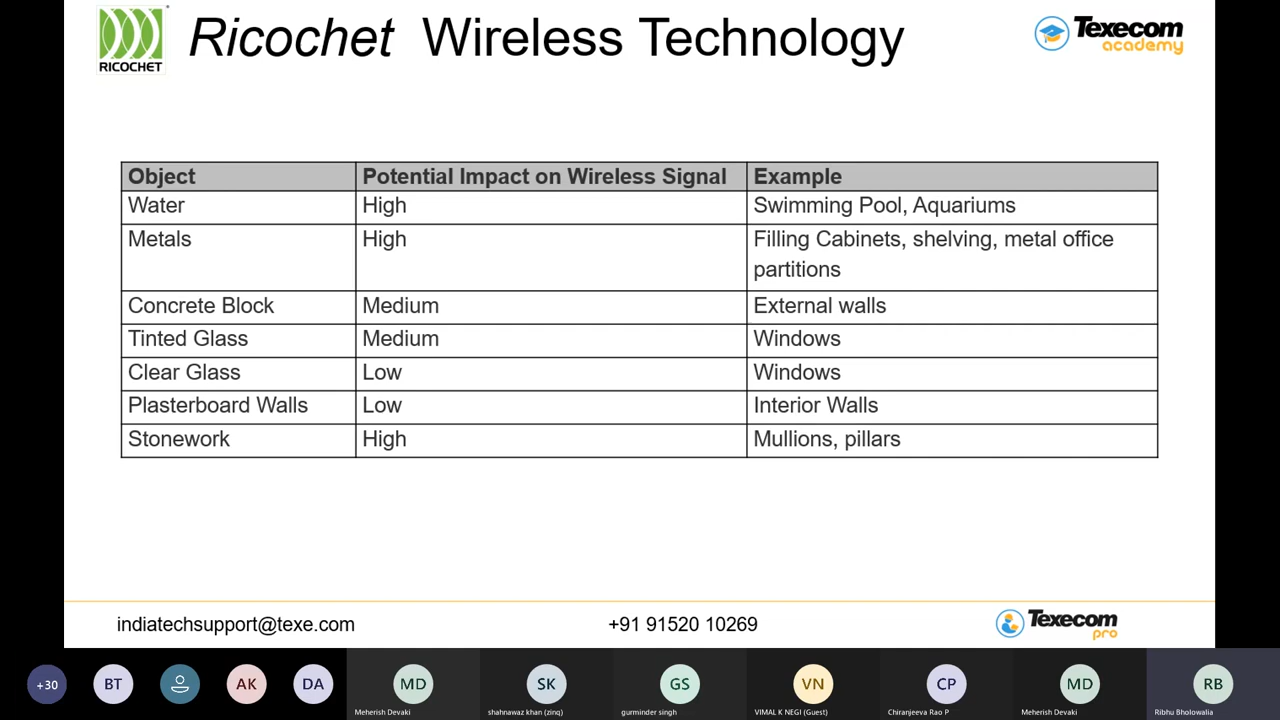 RICOCHET
Ricochet Wireless Technology
Texecom
academy
Object Potential Impact on Wireless Signal Example
Water High Swimming Pool, Aquariums
Metals High Filling Cabinets, shelving, metal office
partitions
Concrete Block Medium External walls
Tinted Glass Medium Windows
Clear Glass Low Windows
Plasterboard Walls Low Interior Walls
Stonework High Mullions, pillars
indiatechsupport@texe.com +91 91520 10269
Texecom
pro
+30 BT AK DA MD SK GS VN CP MD RB
Meherish Devaki shahnawaz khan (zinq) gurminder singh VIMAL K NEGI (Guest) Chiranjeeva Rao P Meherish Devaki Ribhu Bholowalia